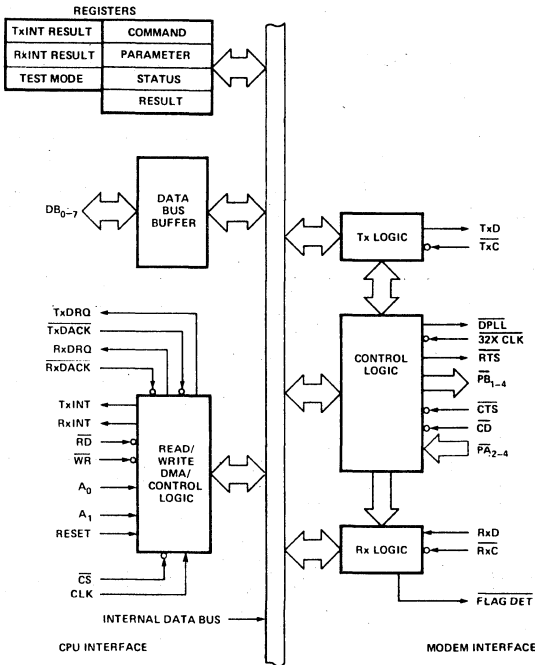 REGISTERS
TxINT RESULT COMMAND
RxINT RESULT PARAMETER
TEST MODE STATUS
RESULT
DB0-7
DATA
BUS
BUFFER
Tx LOGIC
TxD
TxC
TxDRQ
TxDACK
RxDRQ
RxDACK
TxINT
RxINT
RD
WR
A0
A1
RESET
CS
CLK
READ/
WRITE
DMA/
CONTROL
LOGIC
CONTROL
LOGIC
DPLL
32X CLK
RTS
PB1-4
CTS
CD
PA2-4
Rx LOGIC
RxD
RxC
FLAG DET
INTERNAL DATA BUS
CPU INTERFACE
MODEM INTERFACE